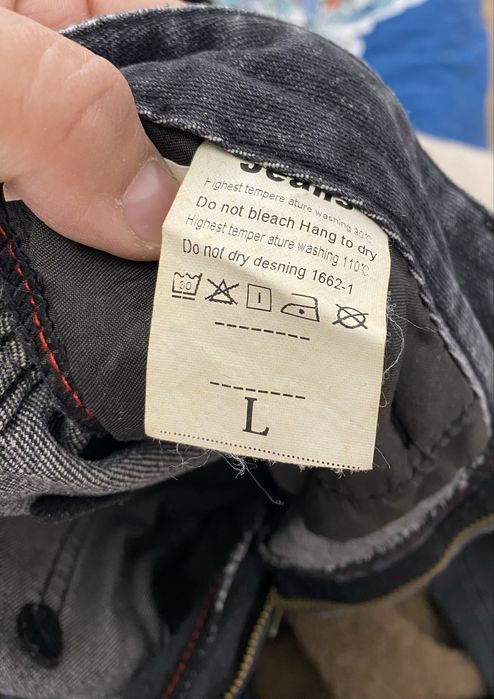 Jeans
Highest tempere ature washing 30℃
Do not bleach Hang to dry
Highest temper ature washing 110℃
Do not dry desning 1662-1
30
L